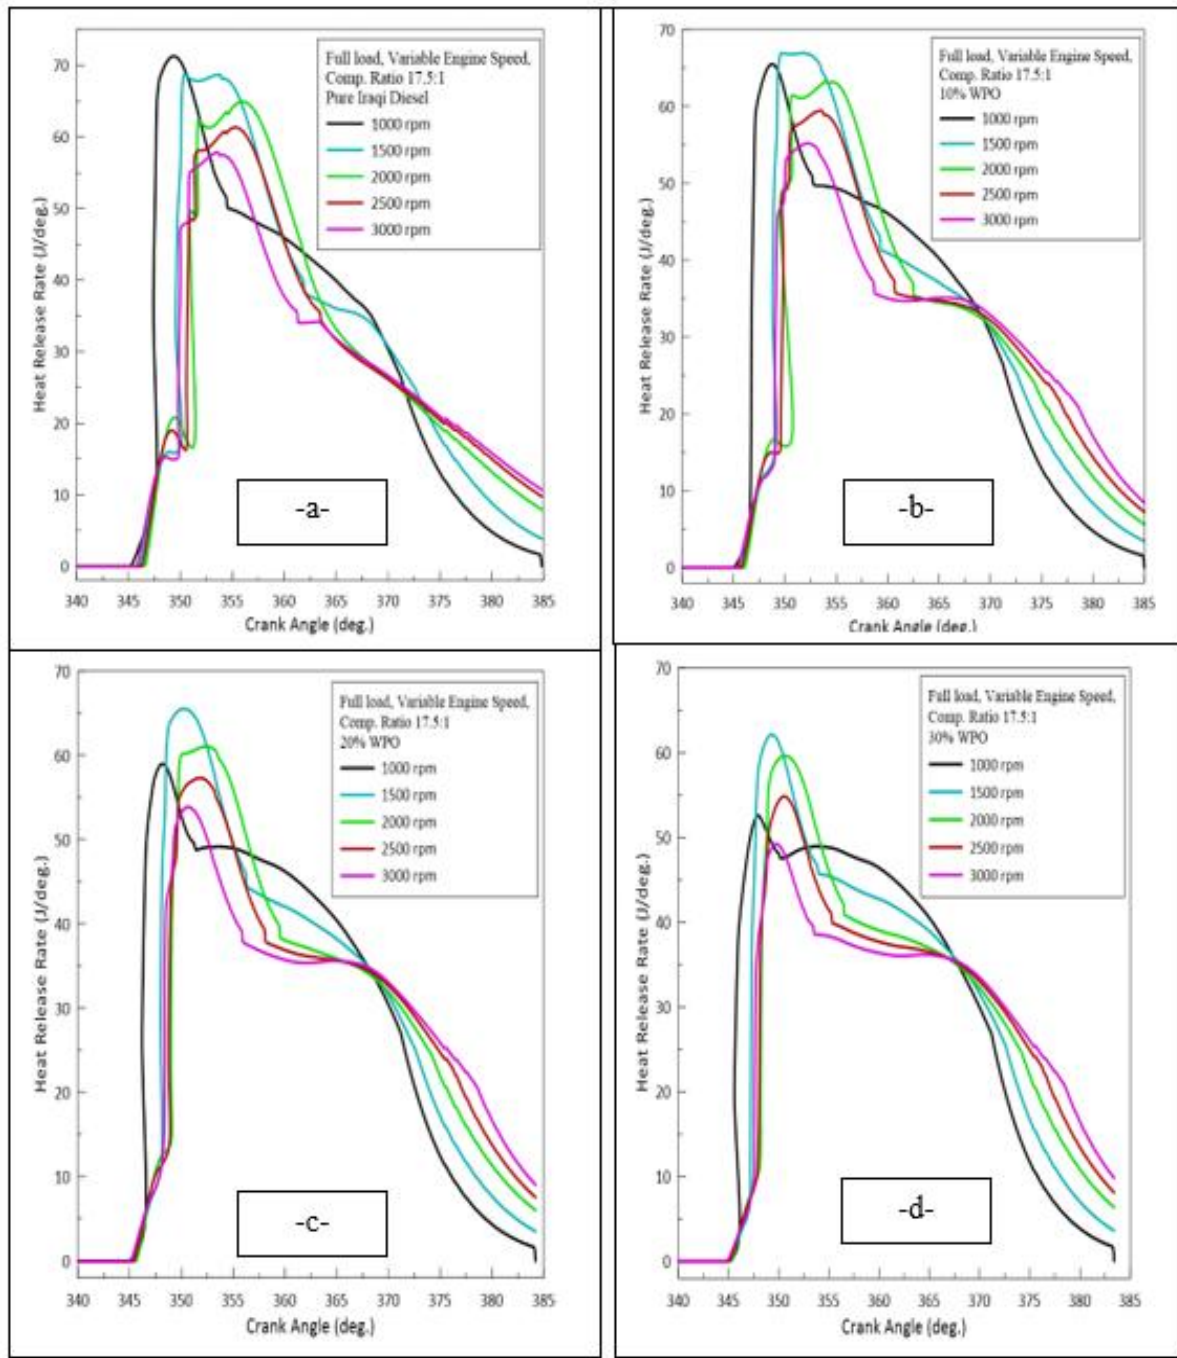 Full load, Variable Engine Speed,
Comp. Ratio 17.5:1
Pure Iraqi Diesel
1000 rpm
1500 rpm
2000 rpm
2500 rpm
3000 rpm
Heat Release Rate (J/deg.)
70
60
50
40
30
20
10
0
-a-
340 345 350 355 360 365 370 375 380 385
Crank Angle (deg.)
Full load, Variable Engine Speed,
Comp. Ratio 17.5:1
10% WPO
1000 rpm
1500 rpm
2000 rpm
2500 rpm
3000 rpm
Heat Release Rate (J/deg.)
70
60
50
40
30
20
10
0
-b-
340 345 350 355 360 365 370 375 380 385
Crank Angle (deg.)
Full load, Variable Engine Speed,
Comp. Ratio 17.5:1
20% WPO
1000 rpm
1500 rpm
2000 rpm
2500 rpm
3000 rpm
Heat Release Rate (J/deg.)
70
60
50
40
30
20
10
0
-c-
340 345 350 355 360 365 370 375 380 385
Crank Angle (deg.)
Full load, Variable Engine Speed,
Comp. Ratio 17.5:1
30% WPO
1000 rpm
1500 rpm
2000 rpm
2500 rpm
3000 rpm
Heat Release Rate (J/deg.)
70
60
50
40
30
20
10
0
-d-
340 345 350 355 360 365 370 375 380 385
Crank Angle (deg.)